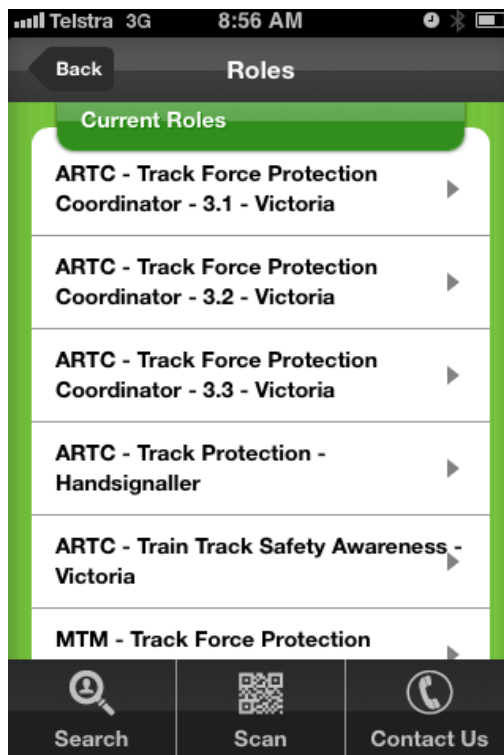 Telstra 3G 8:56 AM
Back Roles
Current Roles
ARTC - Track Force Protection
Coordinator - 3.1 - Victoria
ARTC - Track Force Protection
Coordinator - 3.2 - Victoria
ARTC - Track Force Protection
Coordinator - 3.3 - Victoria
ARTC - Track Protection -
Handsignaller
ARTC - Train Track Safety Awareness -
Victoria
MTM - Track Force Protection
Search Scan Contact Us